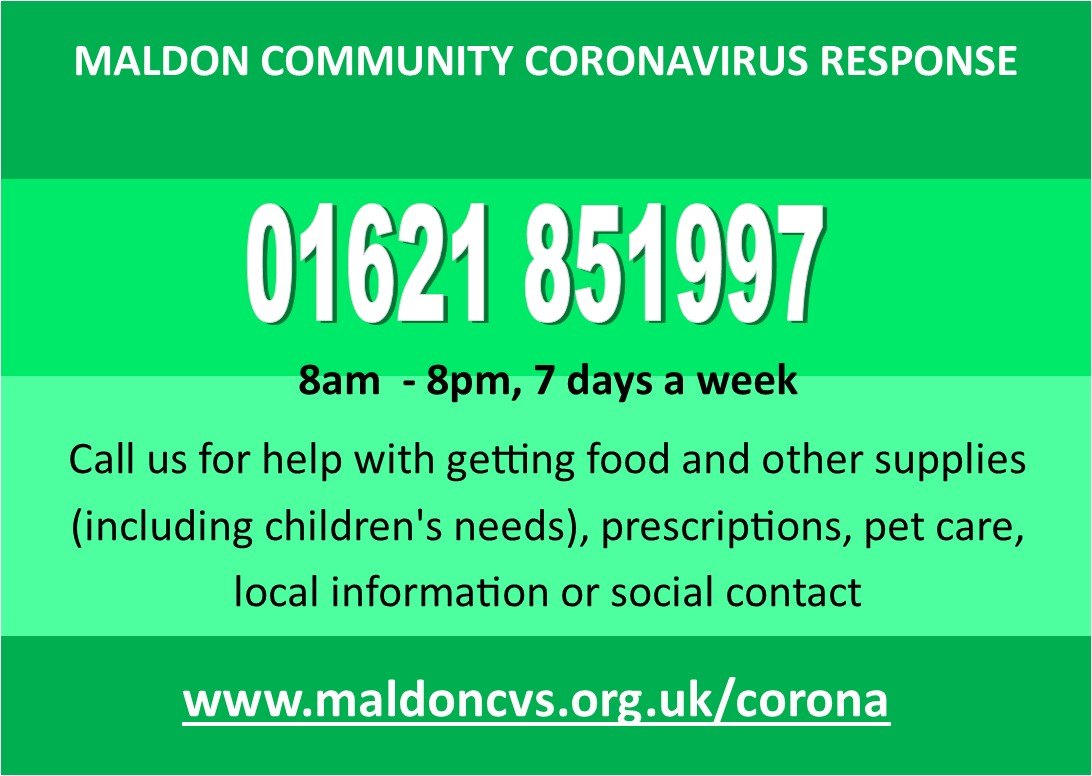 MALDON COMMUNITY CORONAVIRUS RESPONSE
01621 851997
8am  - 8pm, 7 days a week
Call us for help with getting food and other supplies
(including children's needs), prescriptions, pet care,
local information or social contact
www.maldoncvs.org.uk/corona